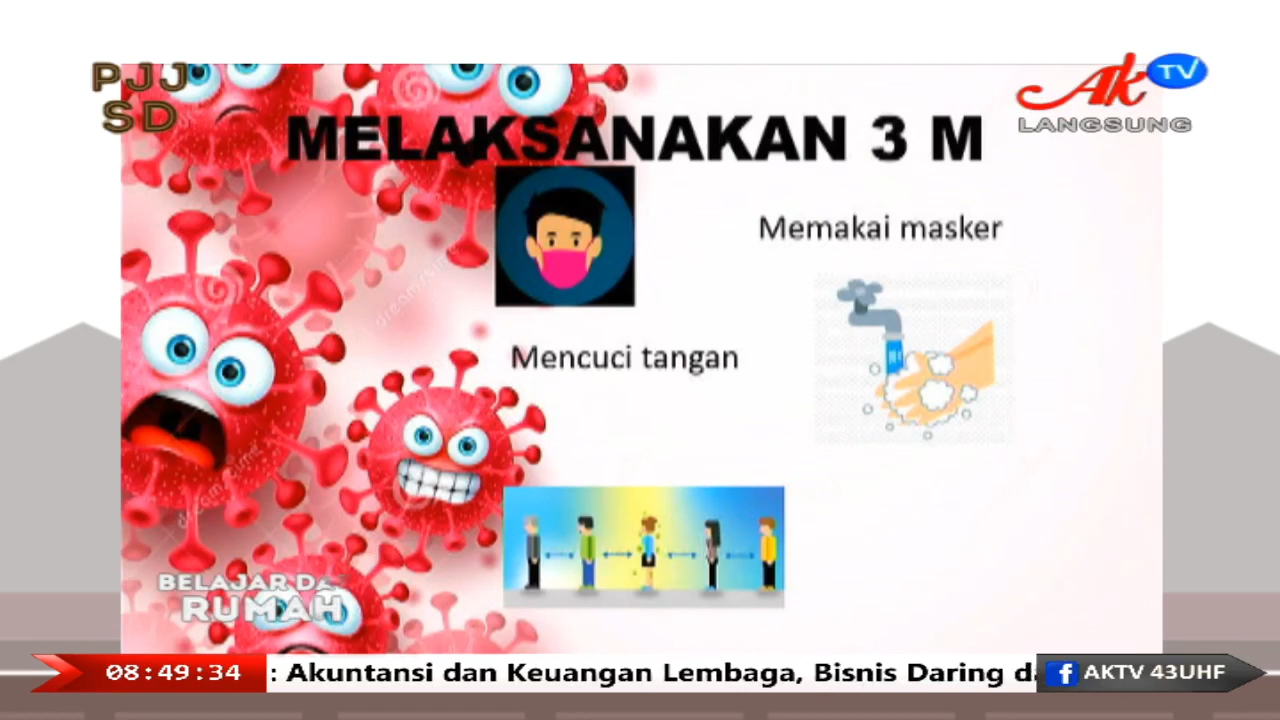 PJJ
SD
Ak TV
LANGSUNG
MELAKSANAKAN 3 M
Memakai masker
Mencuci tangan
BELAJAR
RUMAH
08:49:34
: Akuntansi dan Keuangan Lembaga, Bisnis Daring
AKTV 43UHF